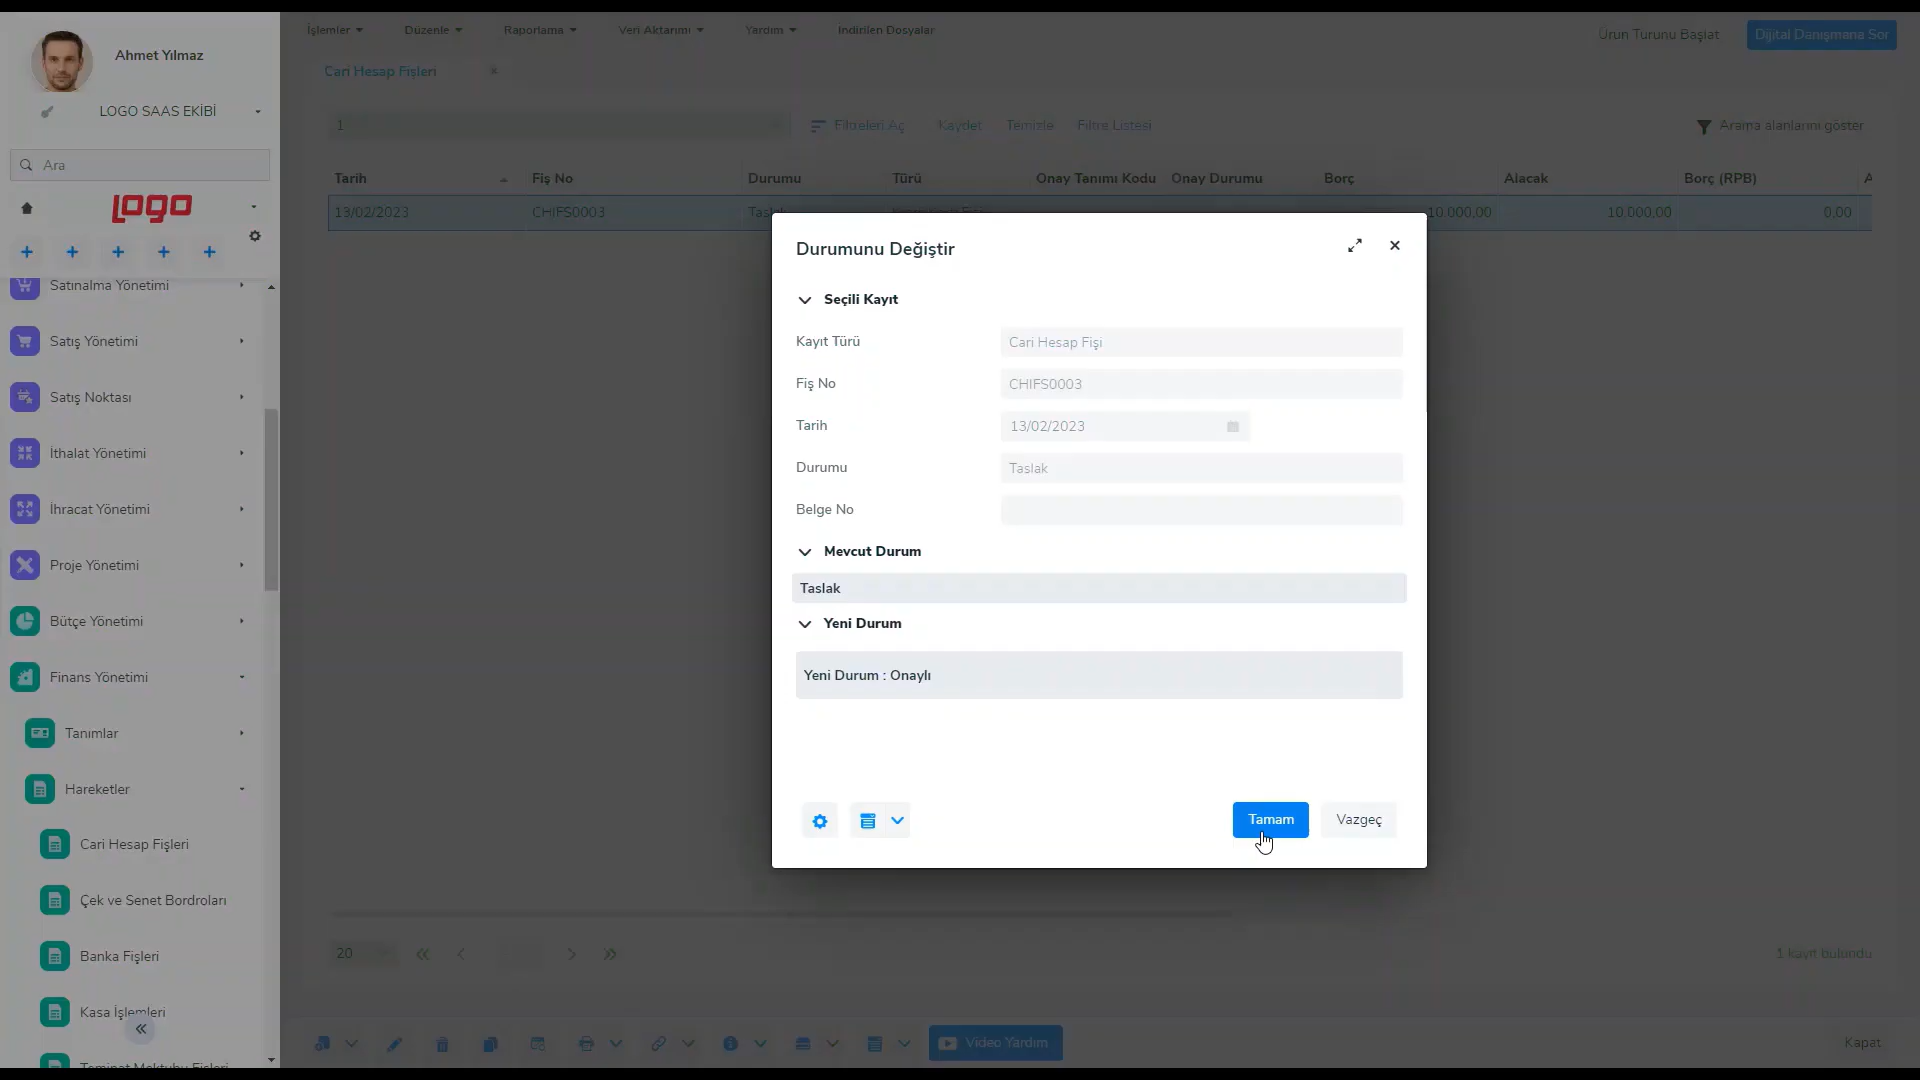 Ahmet Yılmaz
LOGO SAAS EKİBİ
Ara
LOGO
Satınalma Yönetimi
Satış Yönetimi
Satış Noktası
İthalat Yönetimi
İhracat Yönetimi
Proje Yönetimi
Bütçe Yönetimi
Finans Yönetimi
Tanımlar
Hareketler
Cari Hesap Fişleri
Çek ve Senet Bordroları
Banka Fişleri
Kasa İşlemleri
Teminat Mektubu Fişleri
İşlemler Düzenle Raporlama Veri Aktarımı Yardım İndirilen Dosyalar
Ürün Turunu Başlat Dijital Danışmana Sor
Cari Hesap Fişleri
1 Filtreleri Aç Kaydet Temizle Filtre Listesi Arama alanlarını göster
Tarih Fiş No Durumu Türü Onay Tanımı Kodu Onay Durumu Borç Alacak Borç (RPB) A
13/02/2023 CHIFS0003 10.000,00 10.000,00 0,00
Durumunu Değiştir
Seçili Kayıt
Kayıt Türü Cari Hesap Fişi
Fiş No CHIFS0003
Tarih 13/02/2023
Durumu Taslak
Belge No
Mevcut Durum
Taslak
Yeni Durum
Yeni Durum : Onaylı
Tamam Vazgeç
20
1 kayıt bulundu
Video Yardım
Kapat